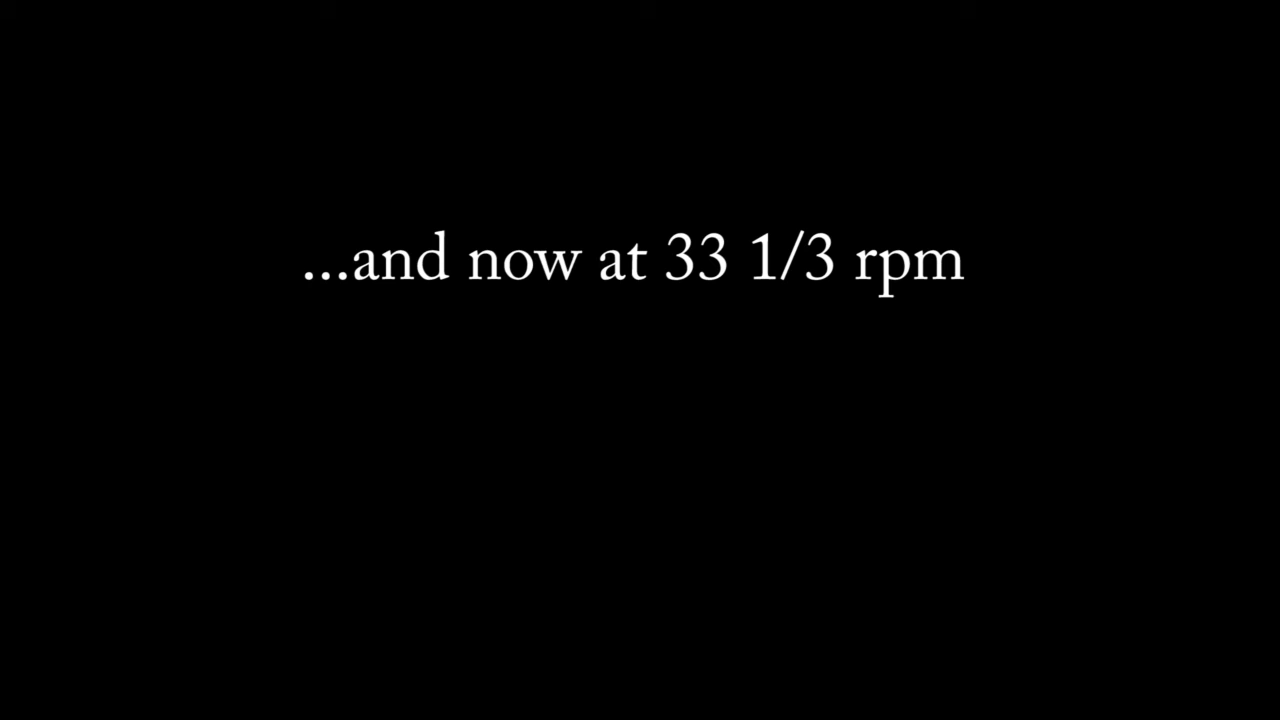 ...and now at 33 1/3 rpm